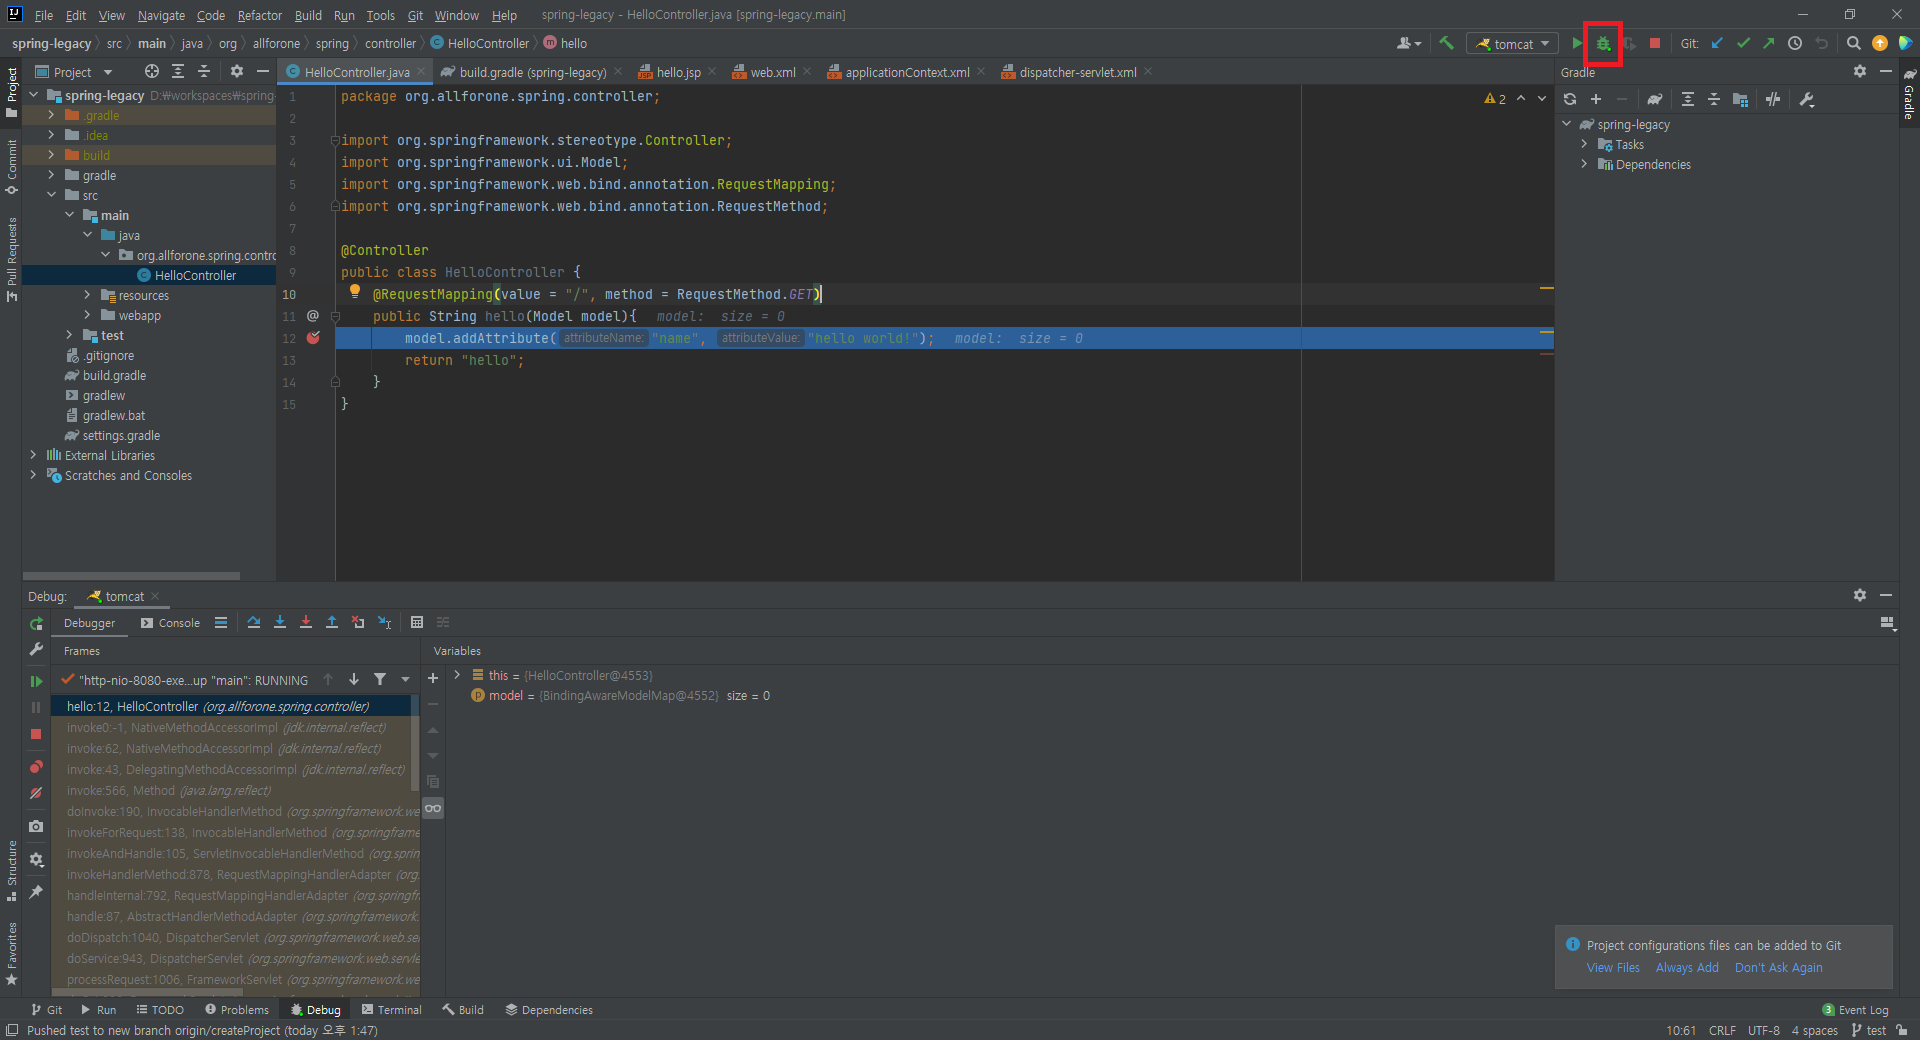 File Edit View Navigate Code Refactor Build Run Tools Git Window Help spring-legacy - HelloController.java [spring-legacy.main]
spring-legacy src main java org allforone spring controller HelloController hello tomcat Git:
Project HelloController.java build.gradle (spring-legacy) hello.jsp web.xml applicationContext.xml dispatcher-servlet.xml Gradle
Project
Commit
Pull Requests
Structure
Favorites
Gradle
spring-legacy D:₩workspaces₩spring-
.gradle
.idea
build
gradle
src
main
java
org.allforone.spring.contro
HelloController
resources
webapp
test
.gitignore
build.gradle
gradlew
gradlew.bat
settings.gradle
External Libraries
Scratches and Consoles
1 package org.allforone.spring.controller;
2
3 import org.springframework.stereotype.Controller;
4 import org.springframework.ui.Model;
5 import org.springframework.web.bind.annotation.RequestMapping;
6 import org.springframework.web.bind.annotation.RequestMethod;
7
8 @Controller
9 public class HelloController {
10 @RequestMapping(value = "/", method = RequestMethod.GET)
11 @ public String hello(Model model){ model: size = 0
12 model.addAttribute( attributeName: "name", attributeValue: "hello world!"); model: size = 0
13 return "hello";
14 }
15 }
2
spring-legacy
Tasks
Dependencies
Debug: tomcat
Debugger Console
Frames Variables
"http-nio-8080-exe...up "main": RUNNING
hello:12, HelloController (org.allforone.spring.controller)
invoke0:-1, NativeMethodAccessorImpl (jdk.internal.reflect)
invoke:62, NativeMethodAccessorImpl (jdk.internal.reflect)
invoke:43, DelegatingMethodAccessorImpl (jdk.internal.reflect)
invoke:566, Method (java.lang.reflect)
doInvoke:190, InvocableHandlerMethod (org.springframework.we
invokeForRequest:138, InvocableHandlerMethod (org.springframe
invokeAndHandle:105, ServletInvocableHandlerMethod (org.sprin
invokeHandlerMethod:878, RequestMappingHandlerAdapter (org.
handleInternal:792, RequestMappingHandlerAdapter (org.springfr
handle:87, AbstractHandlerMethodAdapter (org.springframework.
doDispatch:1040, DispatcherServlet (org.springframework.web.ser
doService:943, DispatcherServlet (org.springframework.web.servle
processRequest:1006, FrameworkServlet (org.springframework.we
this = {HelloController@4553}
model = {BindingAwareModelMap@4552} size = 0
Project configurations files can be added to Git
View Files Always Add Don't Ask Again
Git Run TODO Problems Debug Terminal Build Dependencies 3 Event Log
Pushed test to new branch origin/createProject (today 오후 1:47) 10:61 CRLF UTF-8 4 spaces test